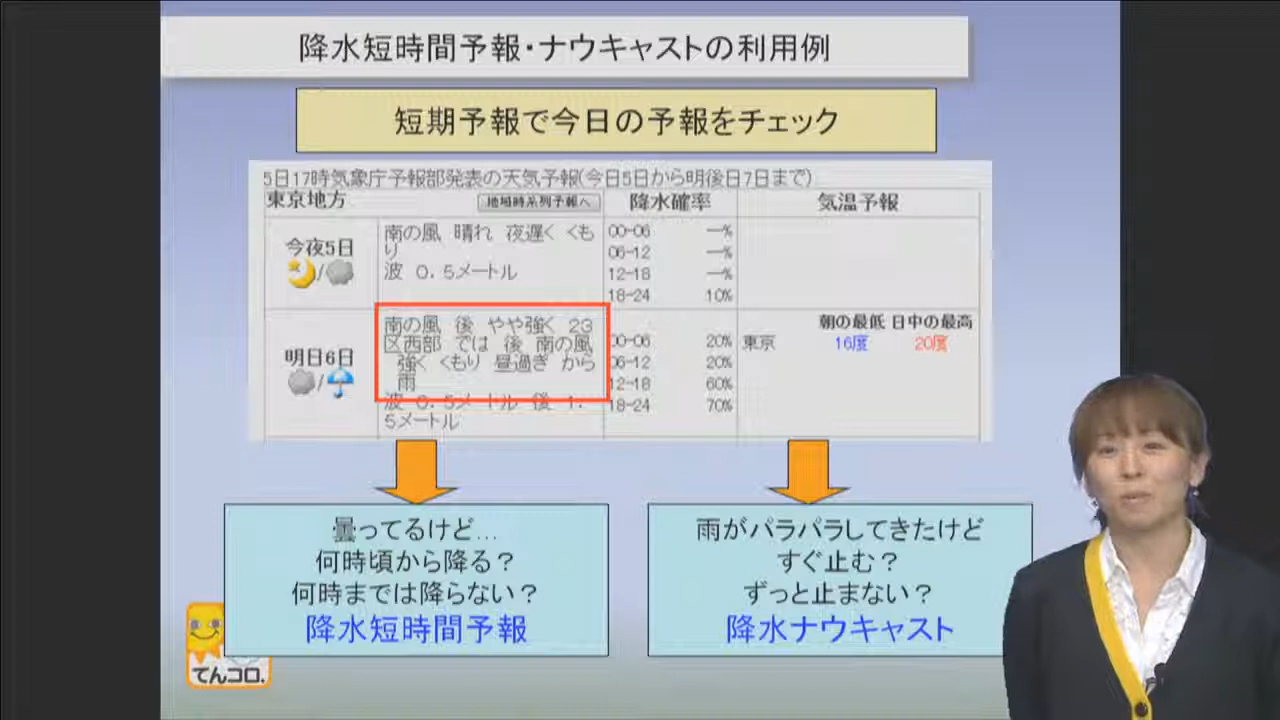 降水短時間予報・ナウキャストの利用例
短期予報で今日の予報をチェック
5日17時気象庁予報部発表の天気予報(今日5日から明後日7日まで)
東京地方 地域時系列予報へ 降水確率 気温予報
今夜5日
南の風 晴れ 夜遅く くも
り
波 0.5メートル
00-06 --%
06-12 --%
12-18 --%
18-24 10%
明日6日
南の風 後 やや強く 23
区西部 では 後 南の風
強く くもり 昼過ぎ から
雨
波 0.5メートル 後 1.
5メートル
00-06 20%
06-12 20%
12-18 60%
18-24 70%
朝の最低 日中の最高
東京 16度 20度
曇ってるけど…
何時頃から降る？
何時までは降らない？
降水短時間予報
雨がパラパラしてきたけど
すぐ止む？
ずっと止まない？
降水ナウキャスト
てんコロ.